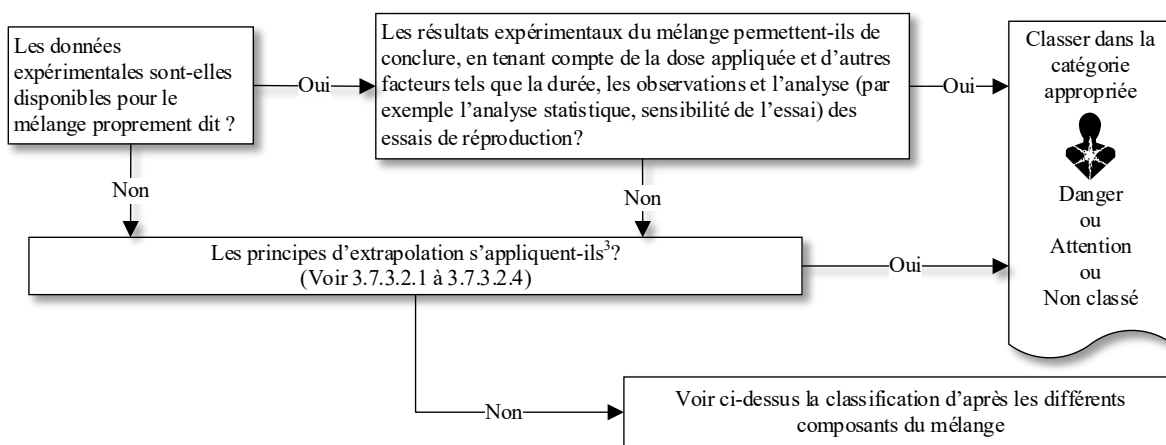 Les données
expérimentales sont-elles
disponibles pour le
mélange proprement dit ?
Oui
Les résultats expérimentaux du mélange permettent-ils de
conclure, en tenant compte de la dose appliquée et d’autres
facteurs tels que la durée, les observations et l’analyse (par
exemple l’analyse statistique, sensibilité de l’essai) des
essais de réproduction?
Oui
Classer dans la
catégorie
appropriée
Danger
ou
Attention
ou
Non classé
Non
Non
Les principes d’extrapolation s’appliquent-ils³?
(Voir 3.7.3.2.1 à 3.7.3.2.4)
Oui
Non
Voir ci-dessus la classification d’après les différents
composants du mélange